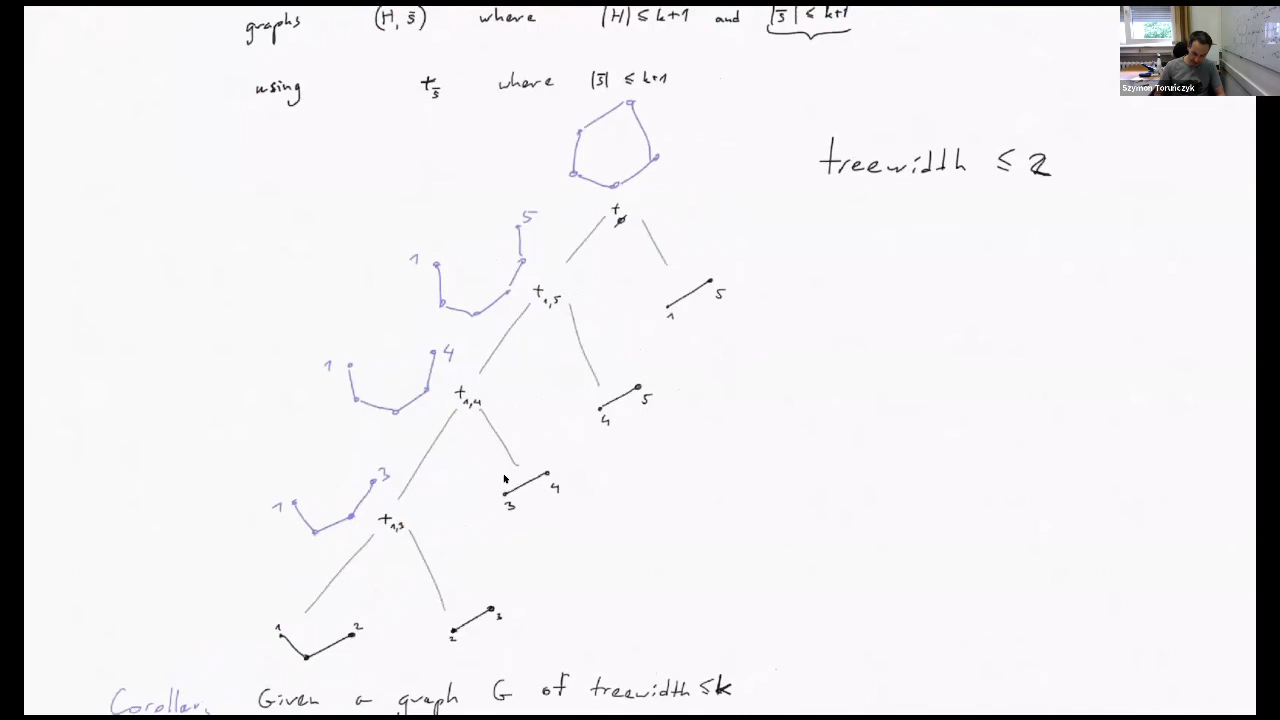 graphs (H, s̄) where |H| ≤ k+1 and |s̄| ≤ k+1
Szymon Toruńczyk
using +s̄ where |s̄| ≤ k+1
treewidth ≤ 2
+∅
5
1
+1,5
1 5
1 4
+1,4
4 5
1 3
+1,3
3 4
1 2
2 3
Corollary Given a graph G of treewidth ≤ k